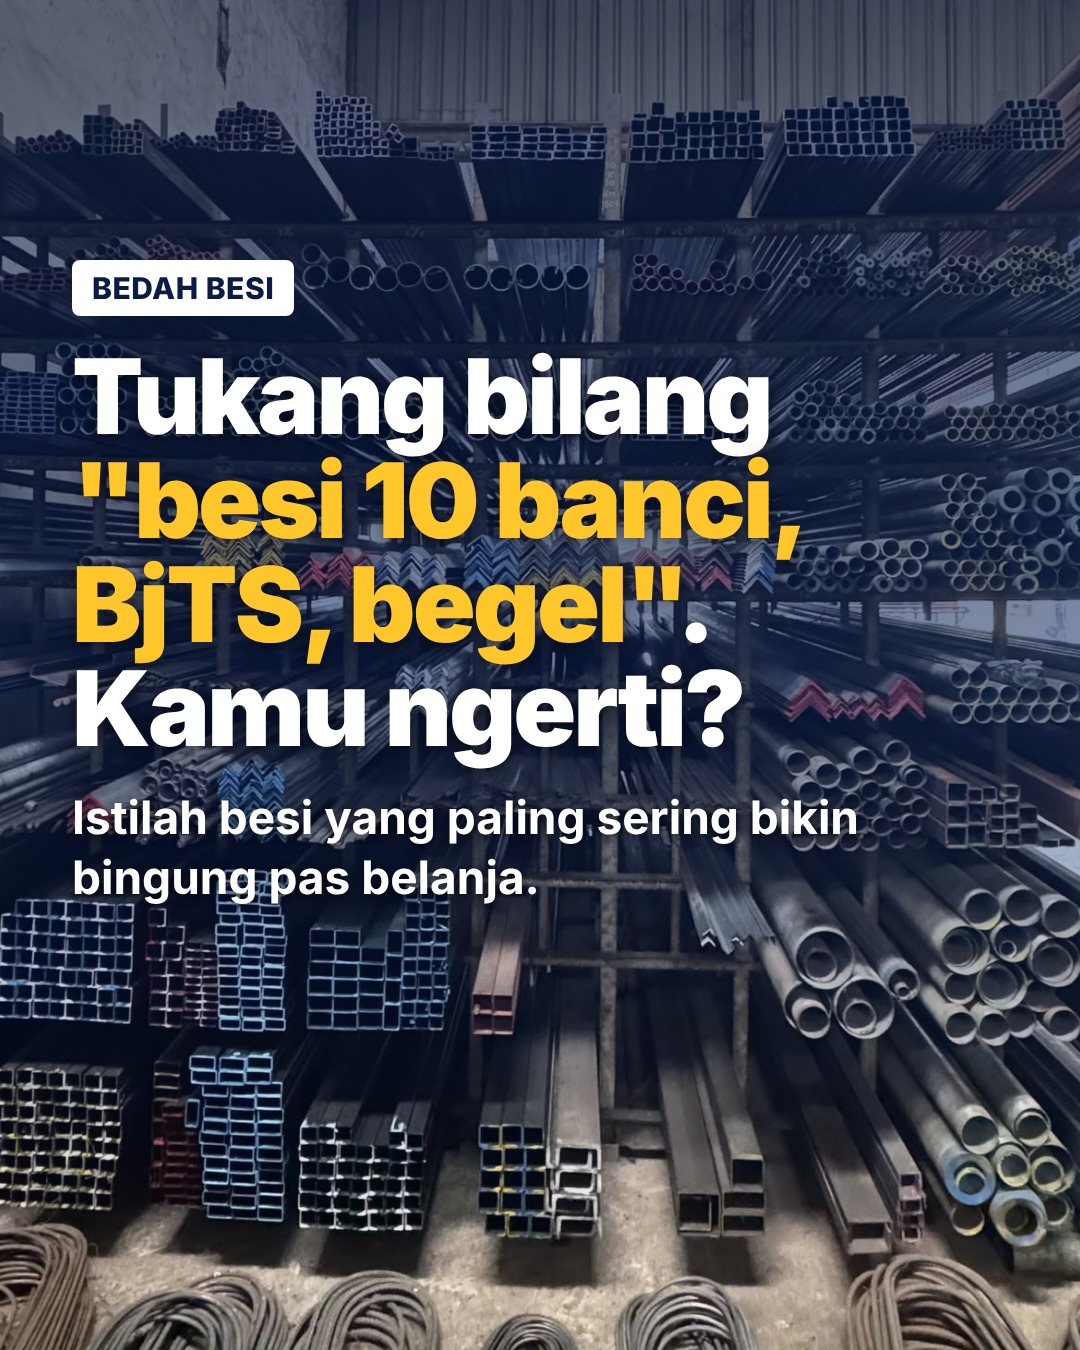 BEDAH BESI
Tukang bilang
"besi 10 banci,
BjTS, begel".
Kamu ngerti?
Istilah besi yang paling sering bikin
bingung pas belanja.